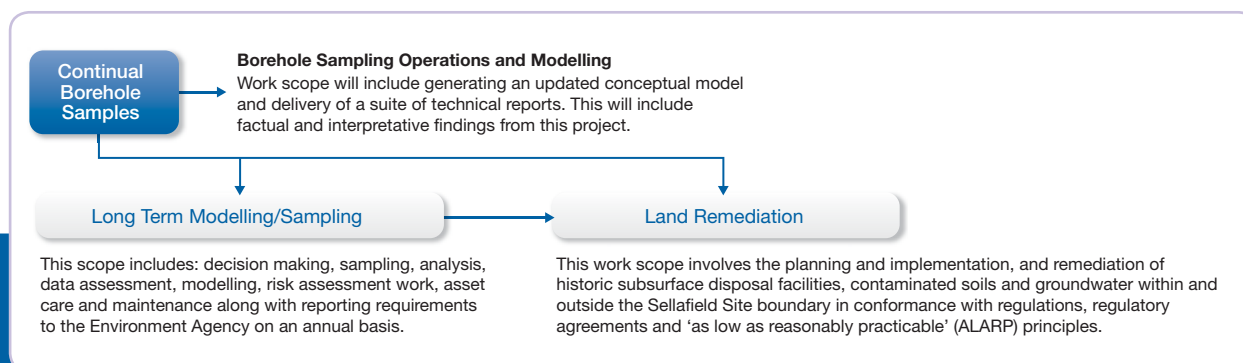 Continual
Borehole
Samples
Borehole Sampling Operations and Modelling
Work scope will include generating an updated conceptual model
and delivery of a suite of technical reports. This will include
factual and interpretative findings from this project.
Long Term Modelling/Sampling
Land Remediation
This scope includes: decision making, sampling, analysis,
data assessment, modelling, risk assessment work, asset
care and maintenance along with reporting requirements
to the Environment Agency on an annual basis.
This work scope involves the planning and implementation, and remediation of
historic subsurface disposal facilities, contaminated soils and groundwater within and
outside the Sellafield Site boundary in conformance with regulations, regulatory
agreements and ‘as low as reasonably practicable’ (ALARP) principles.